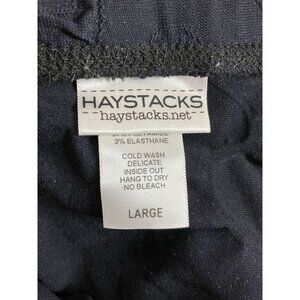 HAYSTACKS
haystacks.net
3% ELASTHANE
COLD WASH
DELICATE
INSIDE OUT
HANG TO DRY
NO BLEACH
LARGE